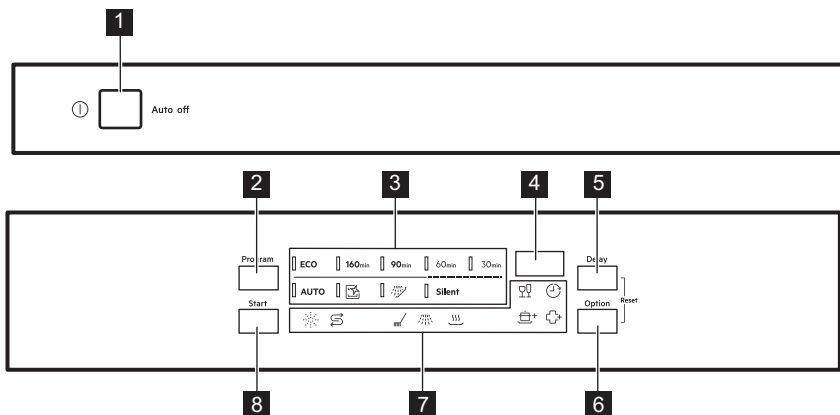 1
Auto off
2 3 4 5
Program ECO 160min 90min 60min 30min Delay
AUTO Silent
Reset
Start Option
8 7 6